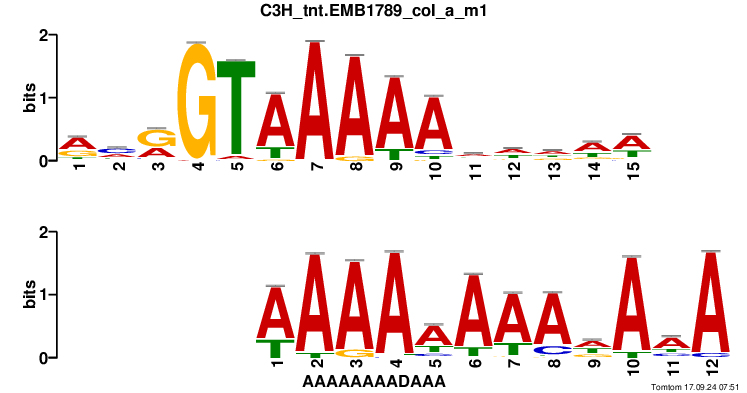 C3H_tnt.EMB1789_col_a_m1
2
1
0
bits
1 2 3 4 5 6 7 8 9 10 11 12 13 14 15
2
1
0
bits
1 2 3 4 5 6 7 8 9 10 11 12
AAAAAAAADAAA
Tomtom 17.09.24 07:51